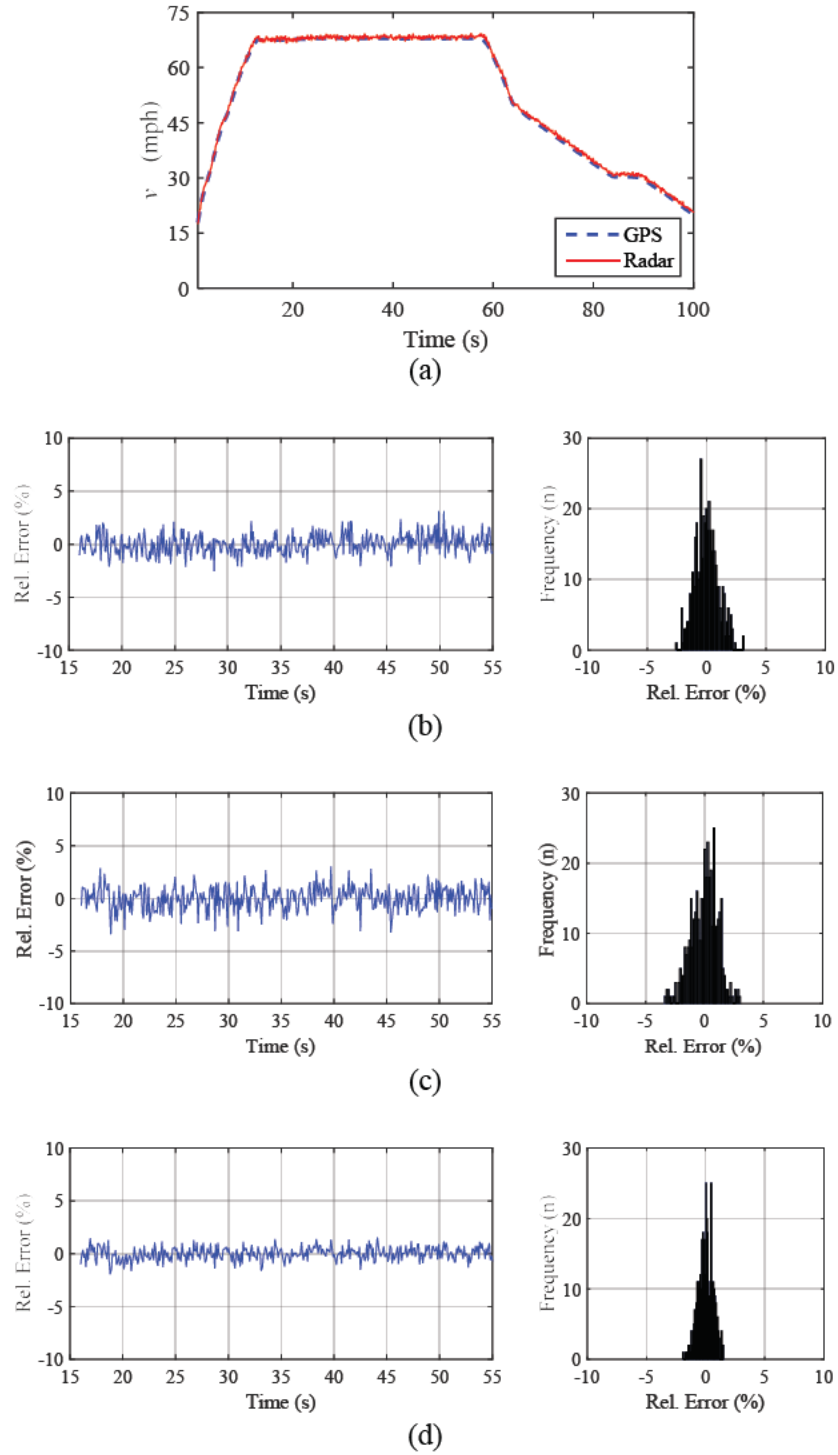 75
60
45
30
15
0
v (mph)
GPS
Radar
20 40 60 80 100
Time (s)
(a)
10
5
0
-5
-10
Rel. Error (%)
15 20 25 30 35 40 45 50 55
Time (s)
30
20
10
0
Frequency (n)
-10 -5 0 5 10
Rel. Error (%)
(b)
10
5
0
-5
-10
Rel. Error (%)
15 20 25 30 35 40 45 50 55
Time (s)
30
20
10
0
Frequency (n)
-10 -5 0 5 10
Rel. Error (%)
(c)
10
5
0
-5
-10
Rel. Error (%)
15 20 25 30 35 40 45 50 55
Time (s)
30
20
10
0
Frequency (n)
-10 -5 0 5 10
Rel. Error (%)
(d)